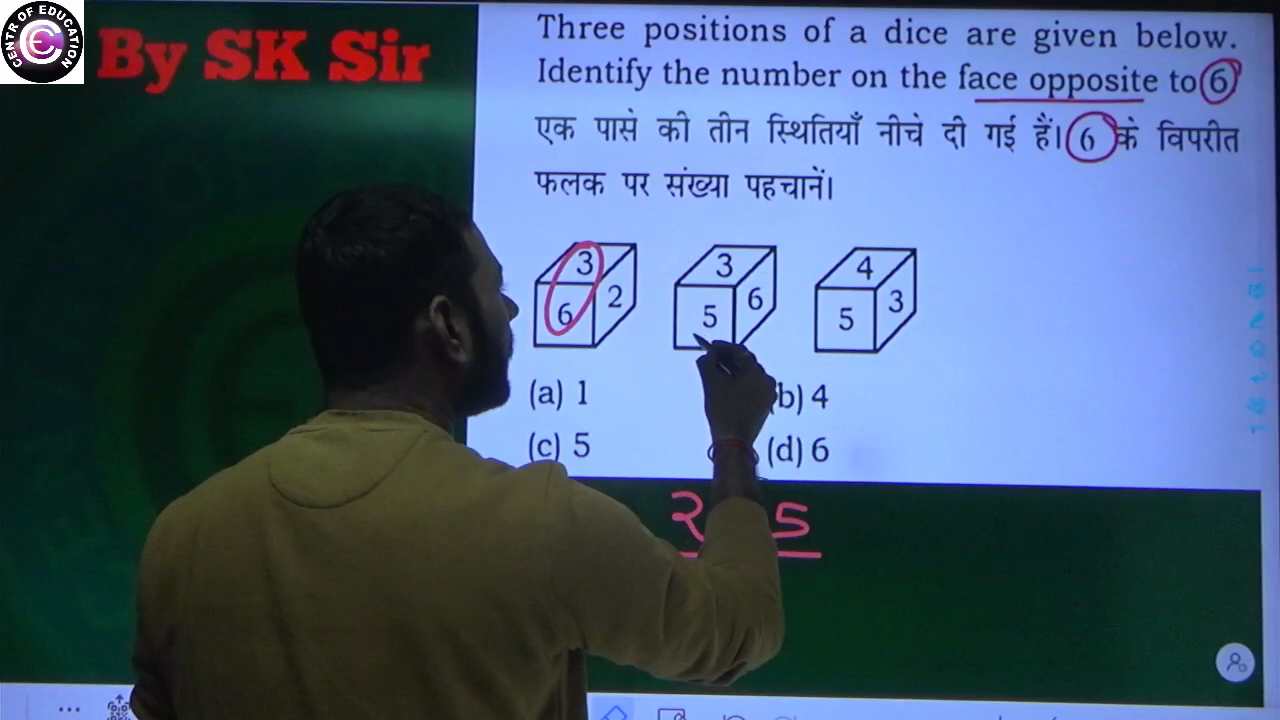 CENTR OF EDUCATION
By SK Sir
Three positions of a dice are given below.
Identify the number on the face opposite to 6
एक पासे की तीन स्थितियाँ नीचे दी गई हैं। 6 के विपरीत
फलक पर संख्या पहचानें।
3 6 2
3 5 6
4 5 3
(a) 1
b) 4
(c) 5
(d) 6
२ 5